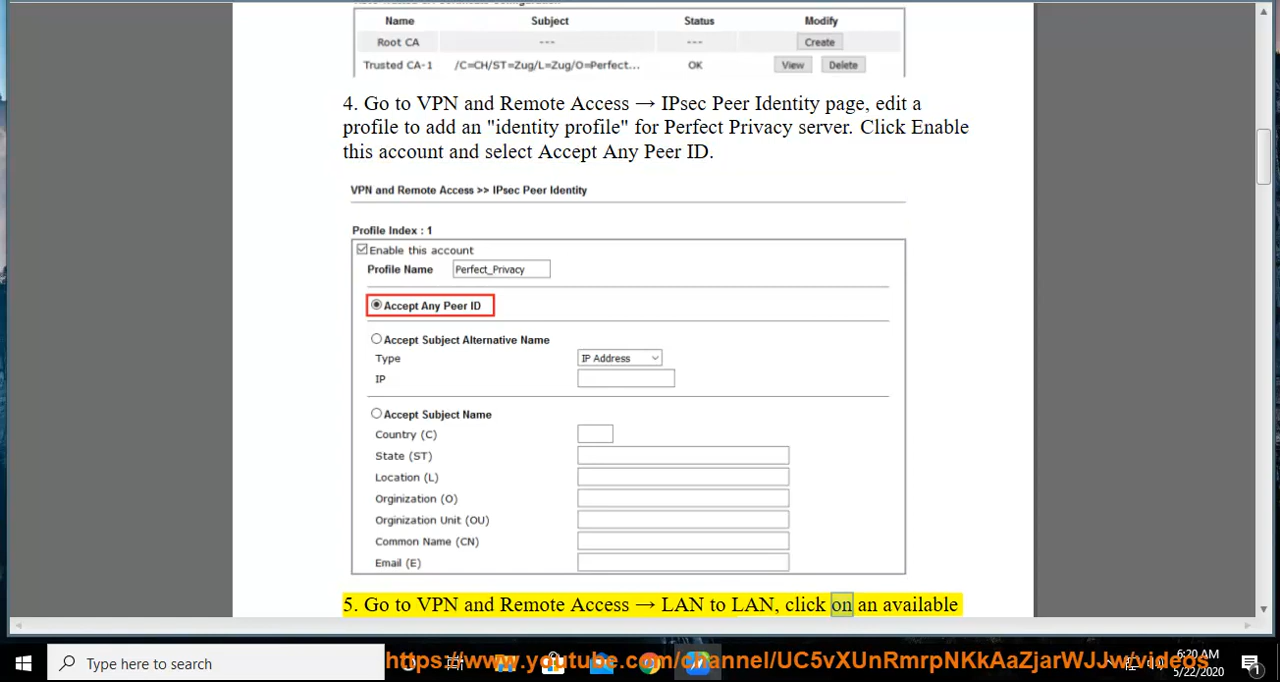 Name Subject Status Modify
Root CA --- --- Create
Trusted CA-1 /C=CH/ST=Zug/L=Zug/O=Perfect... OK View Delete
4. Go to VPN and Remote Access → IPsec Peer Identity page, edit a
profile to add an "identity profile" for Perfect Privacy server. Click Enable
this account and select Accept Any Peer ID.
VPN and Remote Access >> IPsec Peer Identity
Profile Index : 1
Enable this account
Profile Name Perfect_Privacy
Accept Any Peer ID
Accept Subject Alternative Name
Type IP Address
IP
Accept Subject Name
Country (C)
State (ST)
Location (L)
Orginization (O)
Orginization Unit (OU)
Common Name (CN)
Email (E)
5. Go to VPN and Remote Access → LAN to LAN, click on an available
Type here to search
https://www.youtube.com/channel/UC5vXUnRmrpNKkAaZjarWJJw/videos
6:20 AM
5/22/2020
1